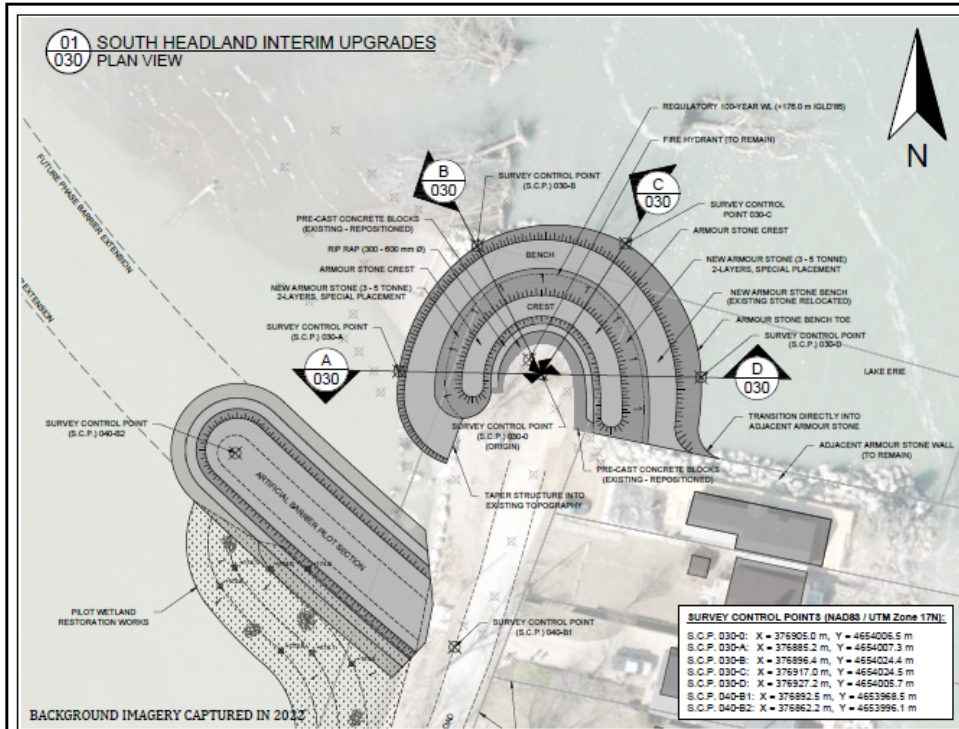 01
030
SOUTH HEADLAND INTERIM UPGRADES
PLAN VIEW
N
REGULATORY 100-YEAR WL (+176.0 m IGLD'85)
FIRE HYDRANT (TO REMAIN)
B
030
SURVEY CONTROL POINT
(S.C.P.) 030-B
C
030
SURVEY CONTROL
POINT 030-C
PRE-CAST CONCRETE BLOCKS
(EXISTING - REPOSITIONED)
RIP RAP (300 - 600 mm Ø)
ARMOUR STONE CREST
NEW ARMOUR STONE (3 - 5 TONNE)
2-LAYERS, SPECIAL PLACEMENT
SURVEY CONTROL POINT
(S.C.P.) 030-A
A
030
BENCH
CREST
ARMOUR STONE CREST
NEW ARMOUR STONE (3 - 5 TONNE)
2-LAYERS, SPECIAL PLACEMENT
NEW ARMOUR STONE BENCH
(EXISTING STONE RELOCATED)
ARMOUR STONE BENCH TOE
SURVEY CONTROL POINT
(S.C.P.) 030-D
D
030
LAKE ERIE
TRANSITION DIRECTLY INTO
ADJACENT ARMOUR STONE
ADJACENT ARMOUR STONE WALL
(TO REMAIN)
FUTURE PHASE BARRIER EXTENSION
EXTENSION
SURVEY CONTROL POINT
(S.C.P.) 040-B2
SURVEY CONTROL POINT
(S.C.P.) 030-0
(ORIGIN)
PRE-CAST CONCRETE BLOCKS
(EXISTING - REPOSITIONED)
TAPER STRUCTURE INTO
EXISTING TOPOGRAPHY
ARTIFICIAL BARRIER PILOT SECTION
PILOT WETLAND
RESTORATION WORKS
SURVEY CONTROL POINT
(S.C.P.) 040-B1
SURVEY CONTROL POINTS (NAD83 / UTM Zone 17N):
S.C.P. 030-0: X = 376905.0 m, Y = 4654006.5 m
S.C.P. 030-A: X = 376885.2 m, Y = 4654007.3 m
S.C.P. 030-B: X = 376896.4 m, Y = 4654024.4 m
S.C.P. 030-C: X = 376917.0 m, Y = 4654024.5 m
S.C.P. 030-D: X = 376927.2 m, Y = 4654005.7 m
S.C.P. 040-B1: X = 376892.5 m, Y = 4653968.5 m
S.C.P. 040-B2: X = 376862.2 m, Y = 4653996.1 m
BACKGROUND IMAGERY CAPTURED IN 2022